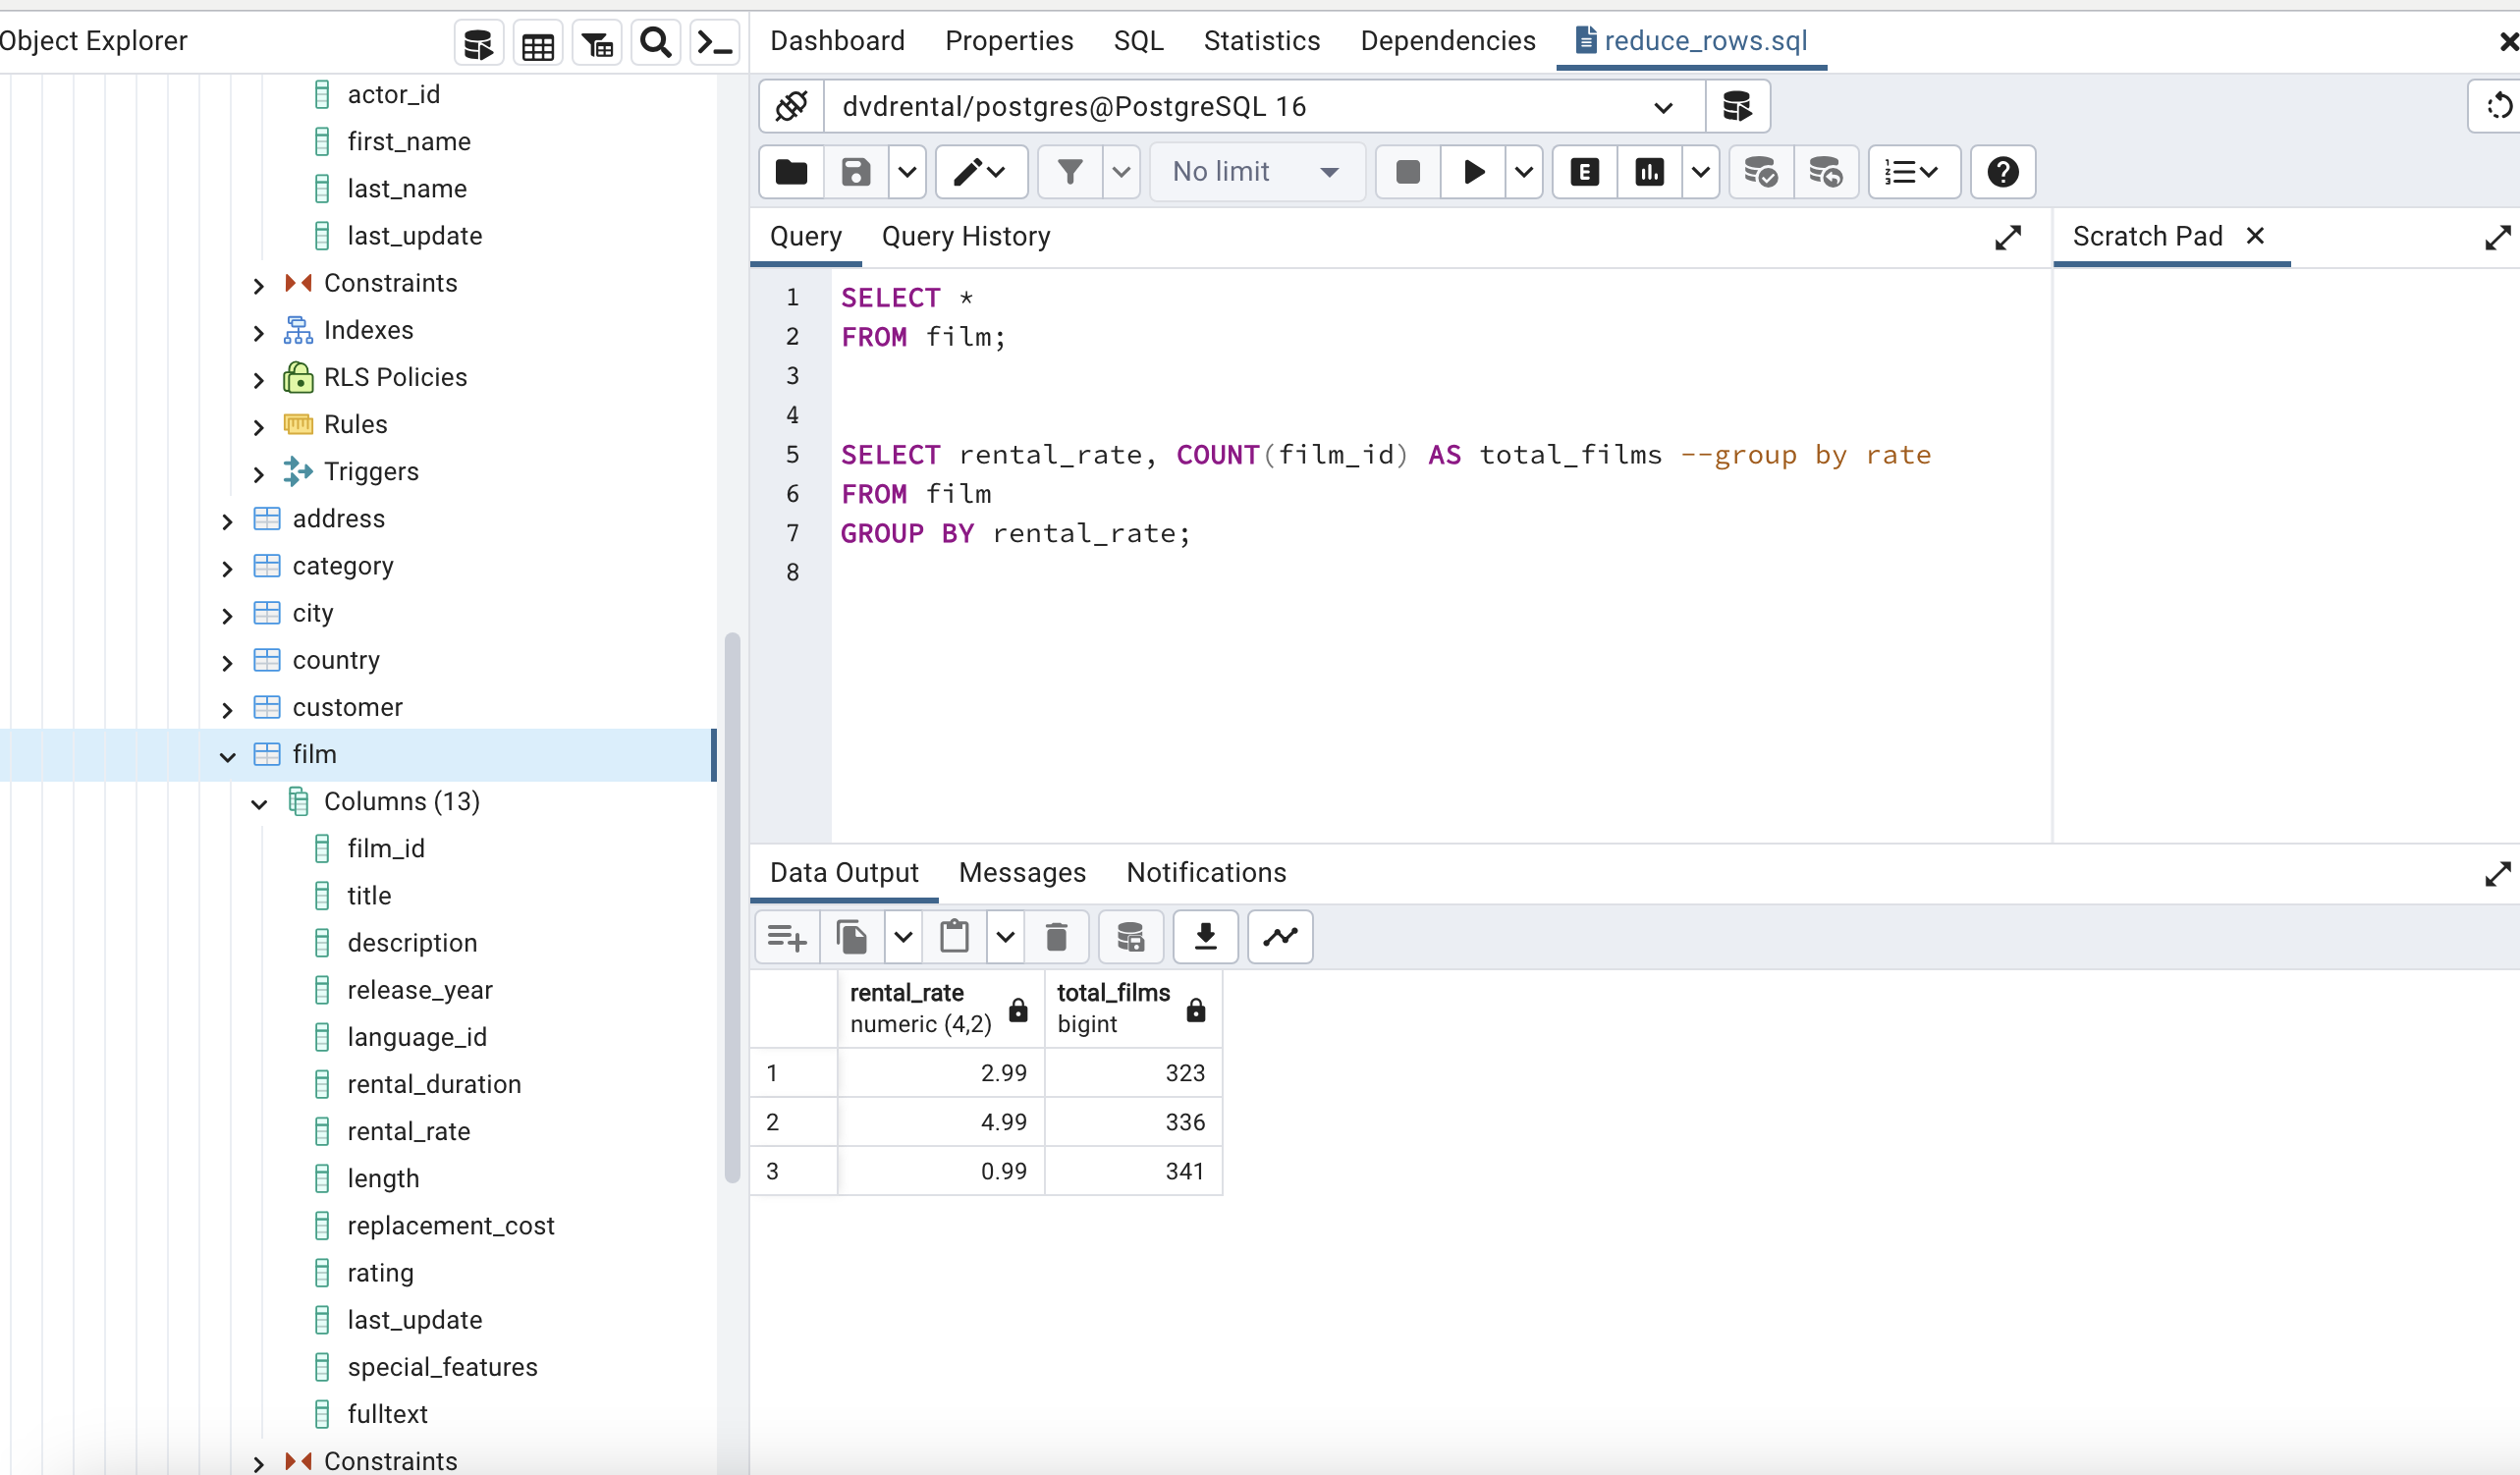 Object Explorer
Dashboard Properties SQL Statistics Dependencies reduce_rows.sql
actor_id
first_name
last_name
last_update
Constraints
Indexes
RLS Policies
Rules
Triggers
address
category
city
country
customer
film
Columns (13)
film_id
title
description
release_year
language_id
rental_duration
rental_rate
length
replacement_cost
rating
last_update
special_features
fulltext
Constraints
dvdrental/postgres@PostgreSQL 16
No limit
E
Query Query History
Scratch Pad
1 SELECT *
2 FROM film;
3
4
5 SELECT rental_rate, COUNT(film_id) AS total_films --group by rate
6 FROM film
7 GROUP BY rental_rate;
8
Data Output Messages Notifications
rental_rate total_films
numeric (4,2) bigint
1 2.99 323
2 4.99 336
3 0.99 341